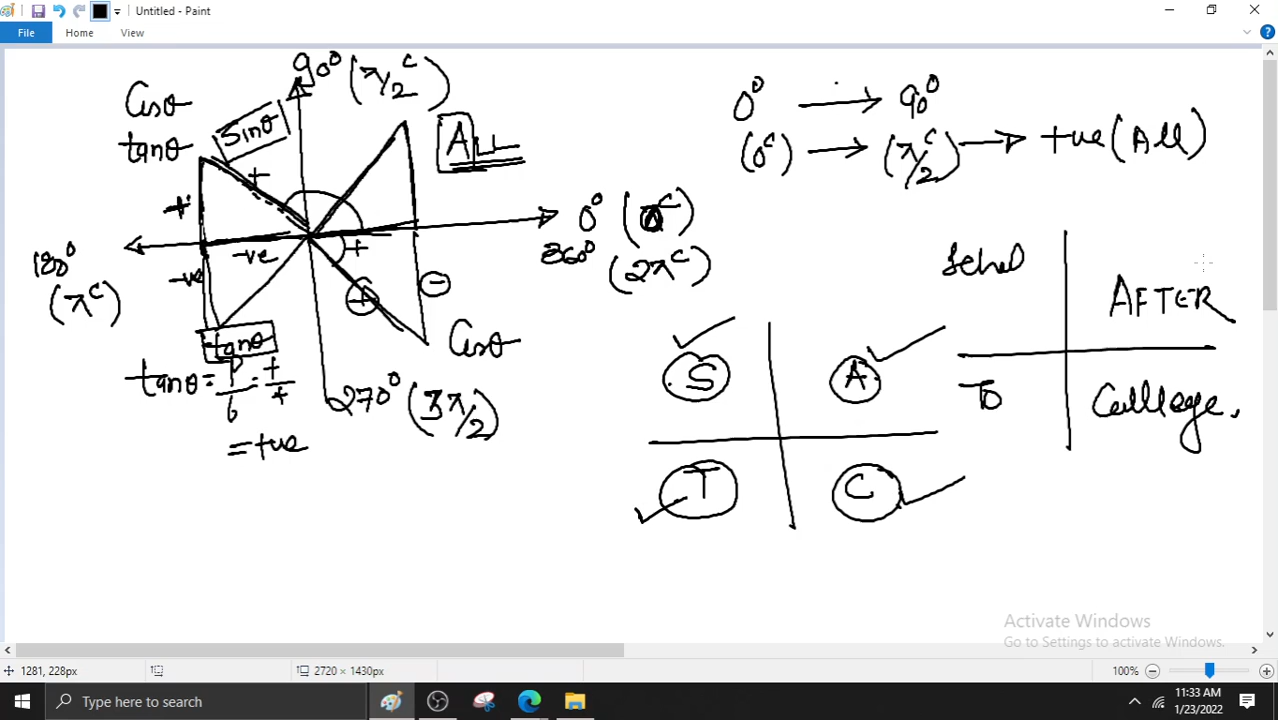 Untitled - Paint
File Home View
90° (π/2ᶜ)
Cosθ
tanθ
Sinθ
ALL
+
+
-ve
+
-ve
+
-
0° (0ᶜ)
360°
(2πᶜ)
180°
(πᶜ)
Cosθ
tanθ
tanθ = P/b = +/+
= +ve
270° (3π/2)
0° → 90°
(0ᶜ) → (π/2ᶜ) → +ve (All)
S A
T C
AFTER
To College.
Activate Windows
Go to Settings to activate Windows.
1281, 228px 2720 × 1430px 100%
Type here to search
11:33 AM
1/23/2022